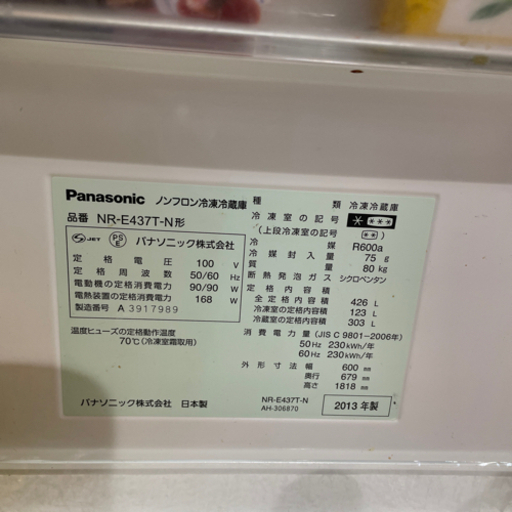 Panasonic ノンフロン冷凍冷蔵庫
品番 NR-E437T-N形
JET PSE パナソニック株式会社
定格電圧 100 V
定格周波数 50/60 Hz
電動機の定格消費電力 90/90 W
電熱装置の定格消費電力 168 W
製造番号 A 3917989
温度ヒューズの定格動作温度
70℃(冷凍室霜取用)
パナソニック株式会社 日本製
種類 冷凍冷蔵庫
冷凍室の記号 * ***
(上段冷凍室の記号) **
冷媒 R600a
冷媒封入量 75 g
質量 80 kg
断熱発泡ガス シクロペンタン
定格内容積
全定格内容積 426 L
冷凍室の定格内容積 123 L
冷蔵室の定格内容積 303 L
消費電力量(JIS C 9801-2006年)
50Hz 230 kWh/年
60Hz 230 kWh/年
外形寸法 幅 600 mm
奥行 679 mm
高さ 1818 mm
NR-E437T-N
AH-306870
2013年製